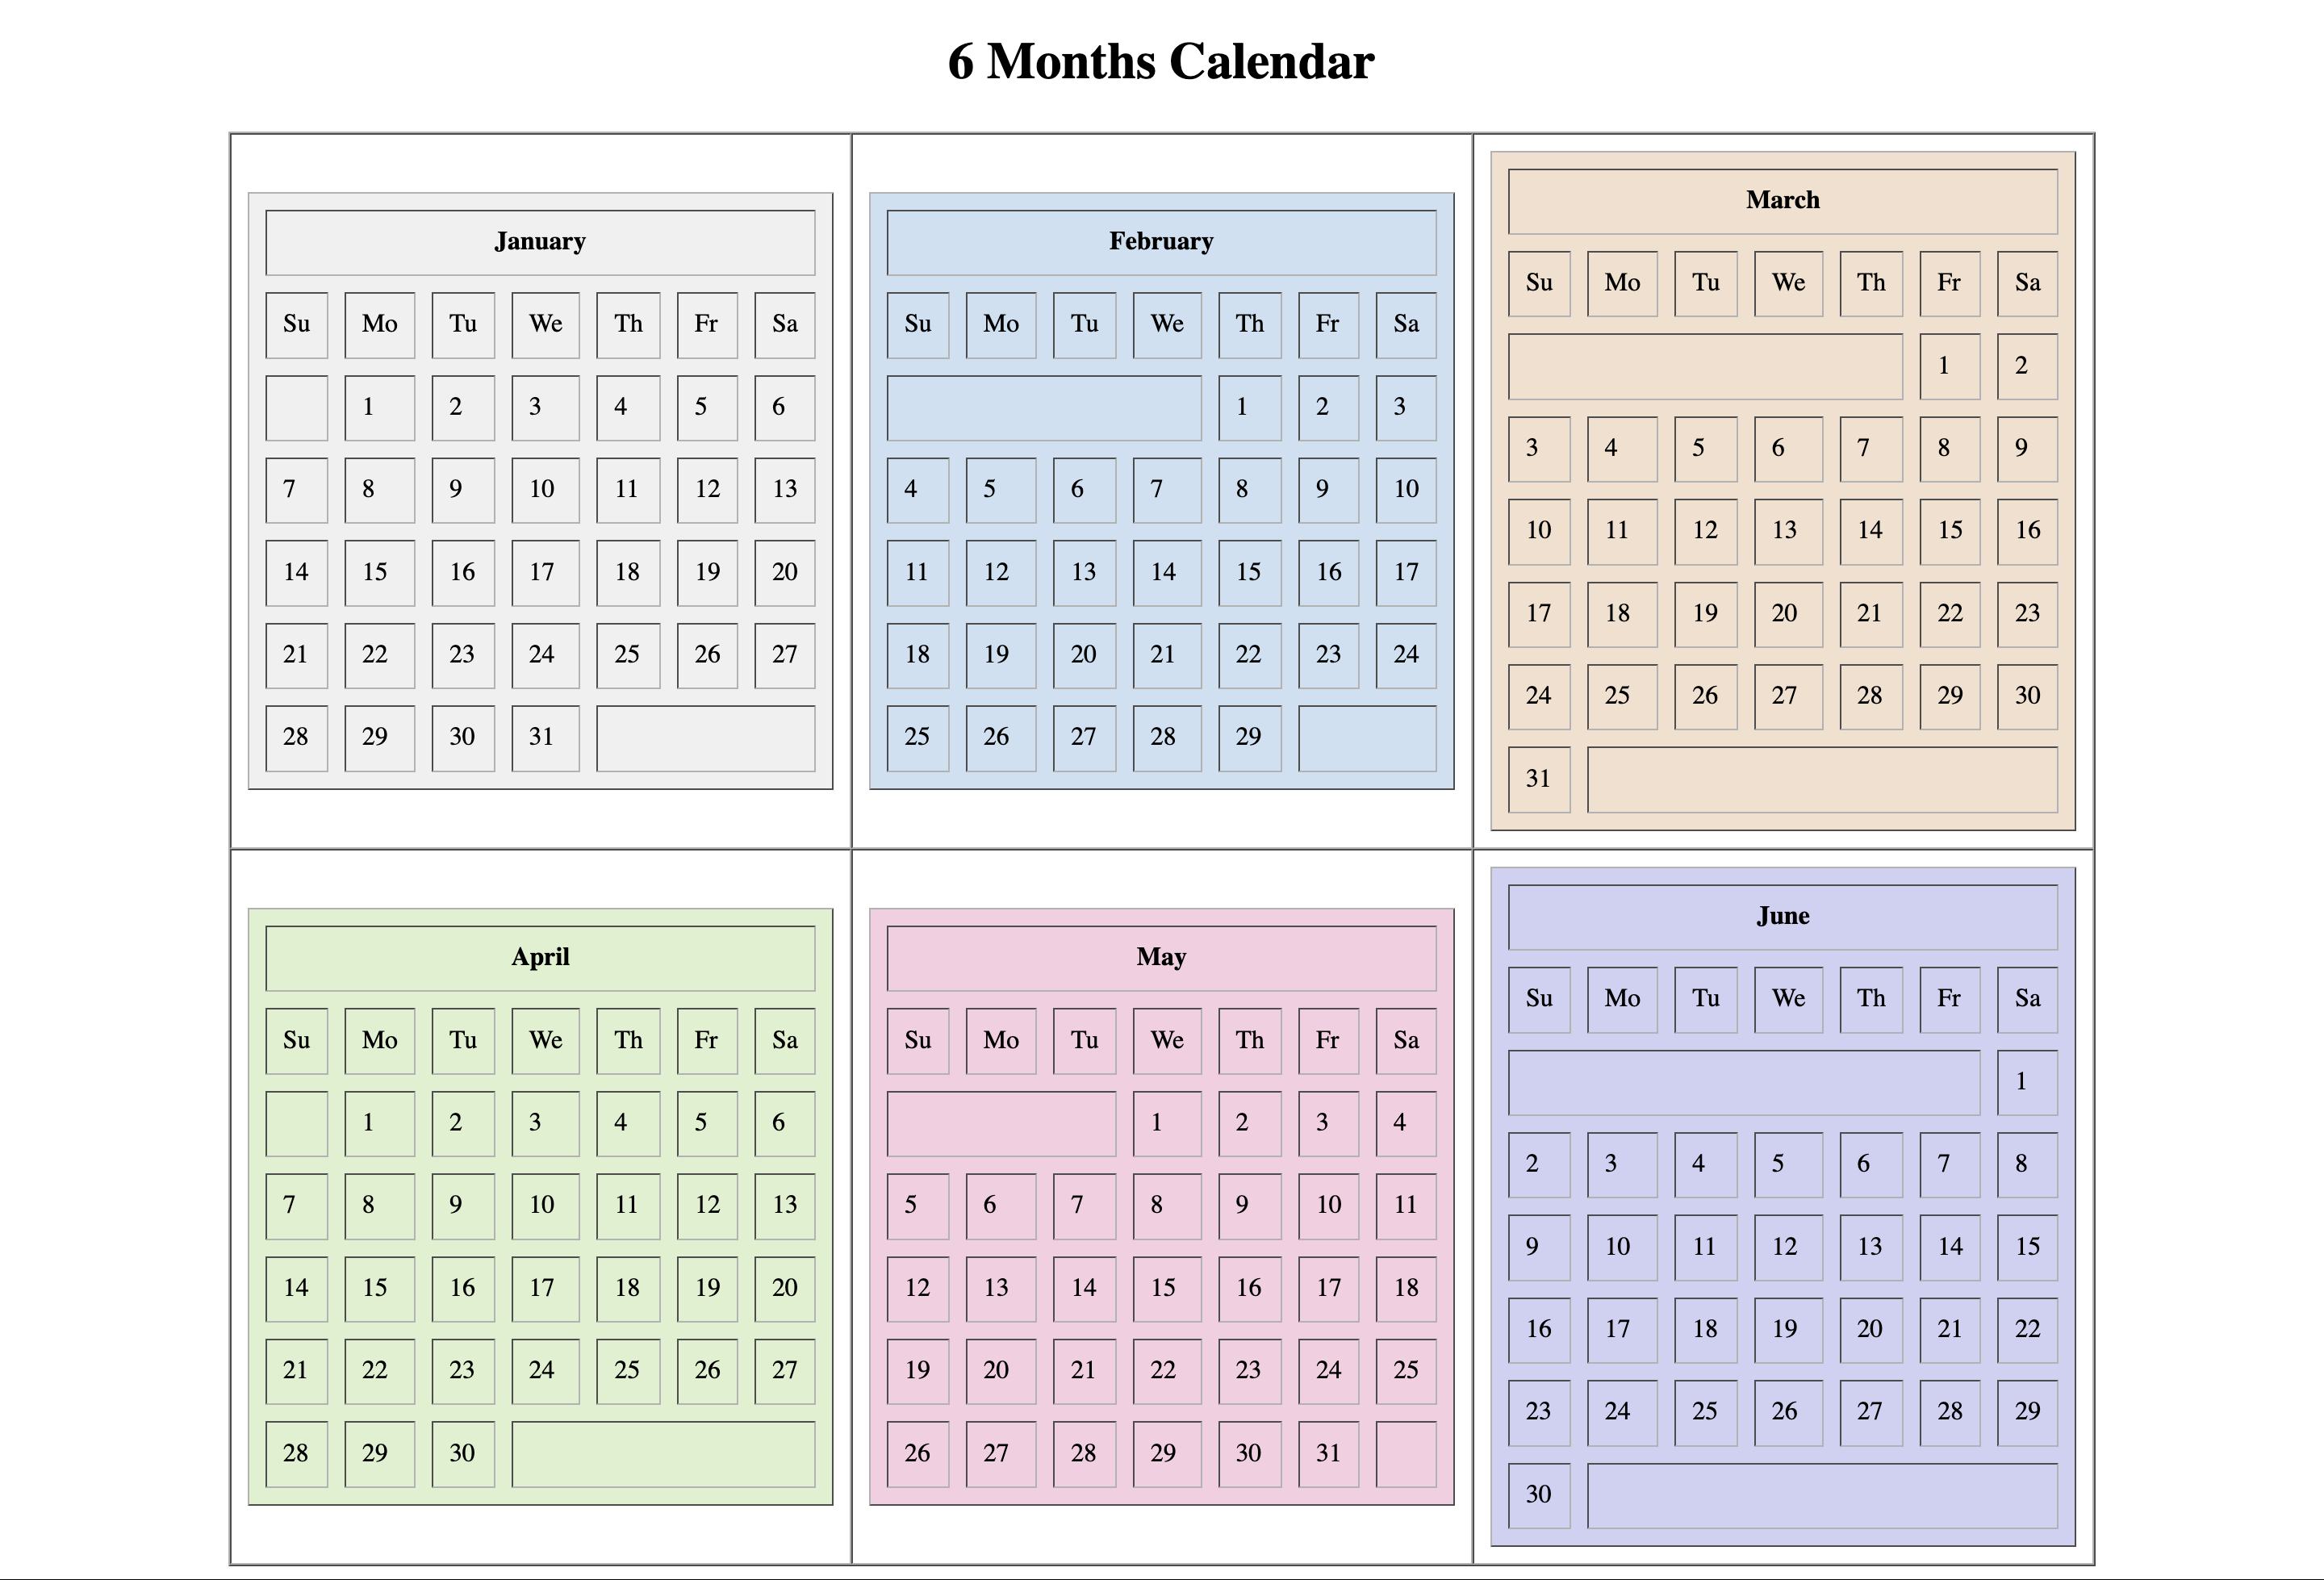 6 Months Calendar
January
Su Mo Tu We Th Fr Sa
1 2 3 4 5 6
7 8 9 10 11 12 13
14 15 16 17 18 19 20
21 22 23 24 25 26 27
28 29 30 31
February
Su Mo Tu We Th Fr Sa
1 2 3
4 5 6 7 8 9 10
11 12 13 14 15 16 17
18 19 20 21 22 23 24
25 26 27 28 29
March
Su Mo Tu We Th Fr Sa
1 2
3 4 5 6 7 8 9
10 11 12 13 14 15 16
17 18 19 20 21 22 23
24 25 26 27 28 29 30
31
April
Su Mo Tu We Th Fr Sa
1 2 3 4 5 6
7 8 9 10 11 12 13
14 15 16 17 18 19 20
21 22 23 24 25 26 27
28 29 30
May
Su Mo Tu We Th Fr Sa
1 2 3 4
5 6 7 8 9 10 11
12 13 14 15 16 17 18
19 20 21 22 23 24 25
26 27 28 29 30 31
June
Su Mo Tu We Th Fr Sa
1
2 3 4 5 6 7 8
9 10 11 12 13 14 15
16 17 18 19 20 21 22
23 24 25 26 27 28 29
30